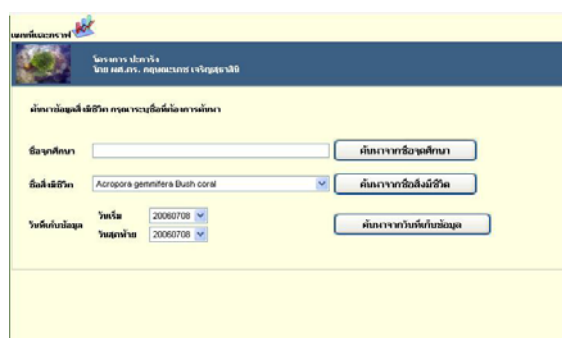 แผนที่และกราฟ
โครงการ ปะการัง
โดย ผศ.ดร.
ค้นหาข้อมูลสิ่งมีชีวิต กรุณาระบุชื่อที่ต้องการค้นหา
ชื่อจุดศึกษา ค้นหาจากชื่อจุดศึกษา
ชื่อสิ่งมีชีวิต Acropora gemmifera Bush coral ค้นหาจากชื่อสิ่งมีชีวิต
วันที่เก็บข้อมูล วันเริ่ม 20060708 ค้นหาจากวันที่เก็บข้อมูล
วันสุดท้าย 20060708